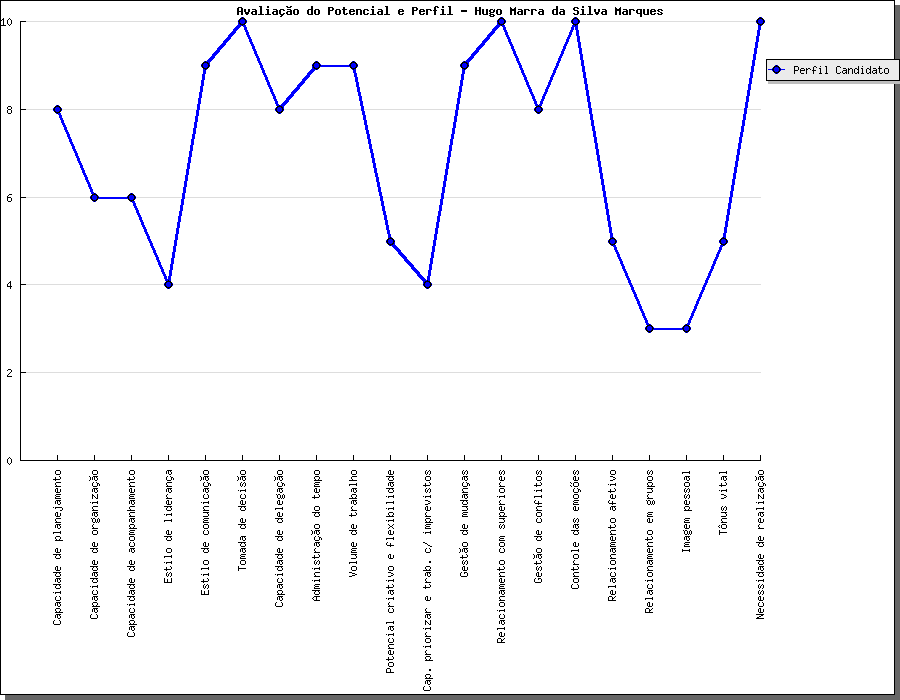 Avaliação do Potencial e Perfil - Hugo Marra da Silva Marques
10
8
6
4
2
0
Perfil Candidato
Capacidade de planejamento
Capacidade de organização
Capacidade de acompanhamento
Estilo de liderança
Estilo de comunicação
Tomada de decisão
Capacidade de delegação
Administração do tempo
Volume de trabalho
Potencial criativo e flexibilidade
Cap. priorizar e trab. c/ imprevistos
Gestão de mudanças
Relacionamento com superiores
Gestão de conflitos
Controle das emoções
Relacionamento afetivo
Relacionamento em grupos
Imagem pessoal
Tônus vital
Necessidade de realização